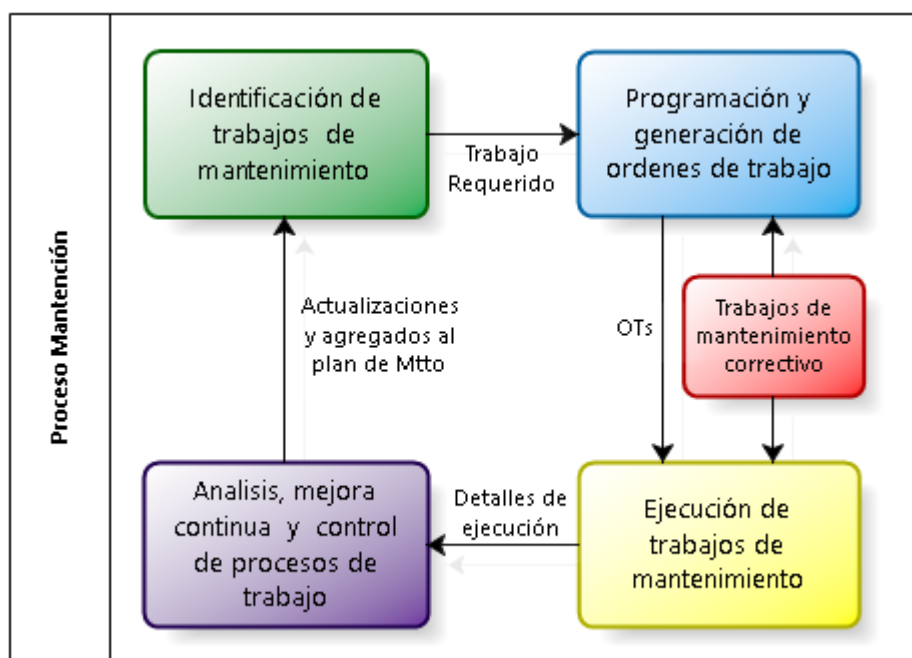 Proceso Mantención
Identificación de
trabajos de
mantenimiento
Trabajo
Requerido
Programación y
generación de
ordenes de trabajo
Actualizaciones
y agregados al
plan de Mtto
OTs
Trabajos de
mantenimiento
correctivo
Analisis, mejora
continua y control
de procesos de
trabajo
Detalles de
ejecución
Ejecución de
trabajos de
mantenimiento